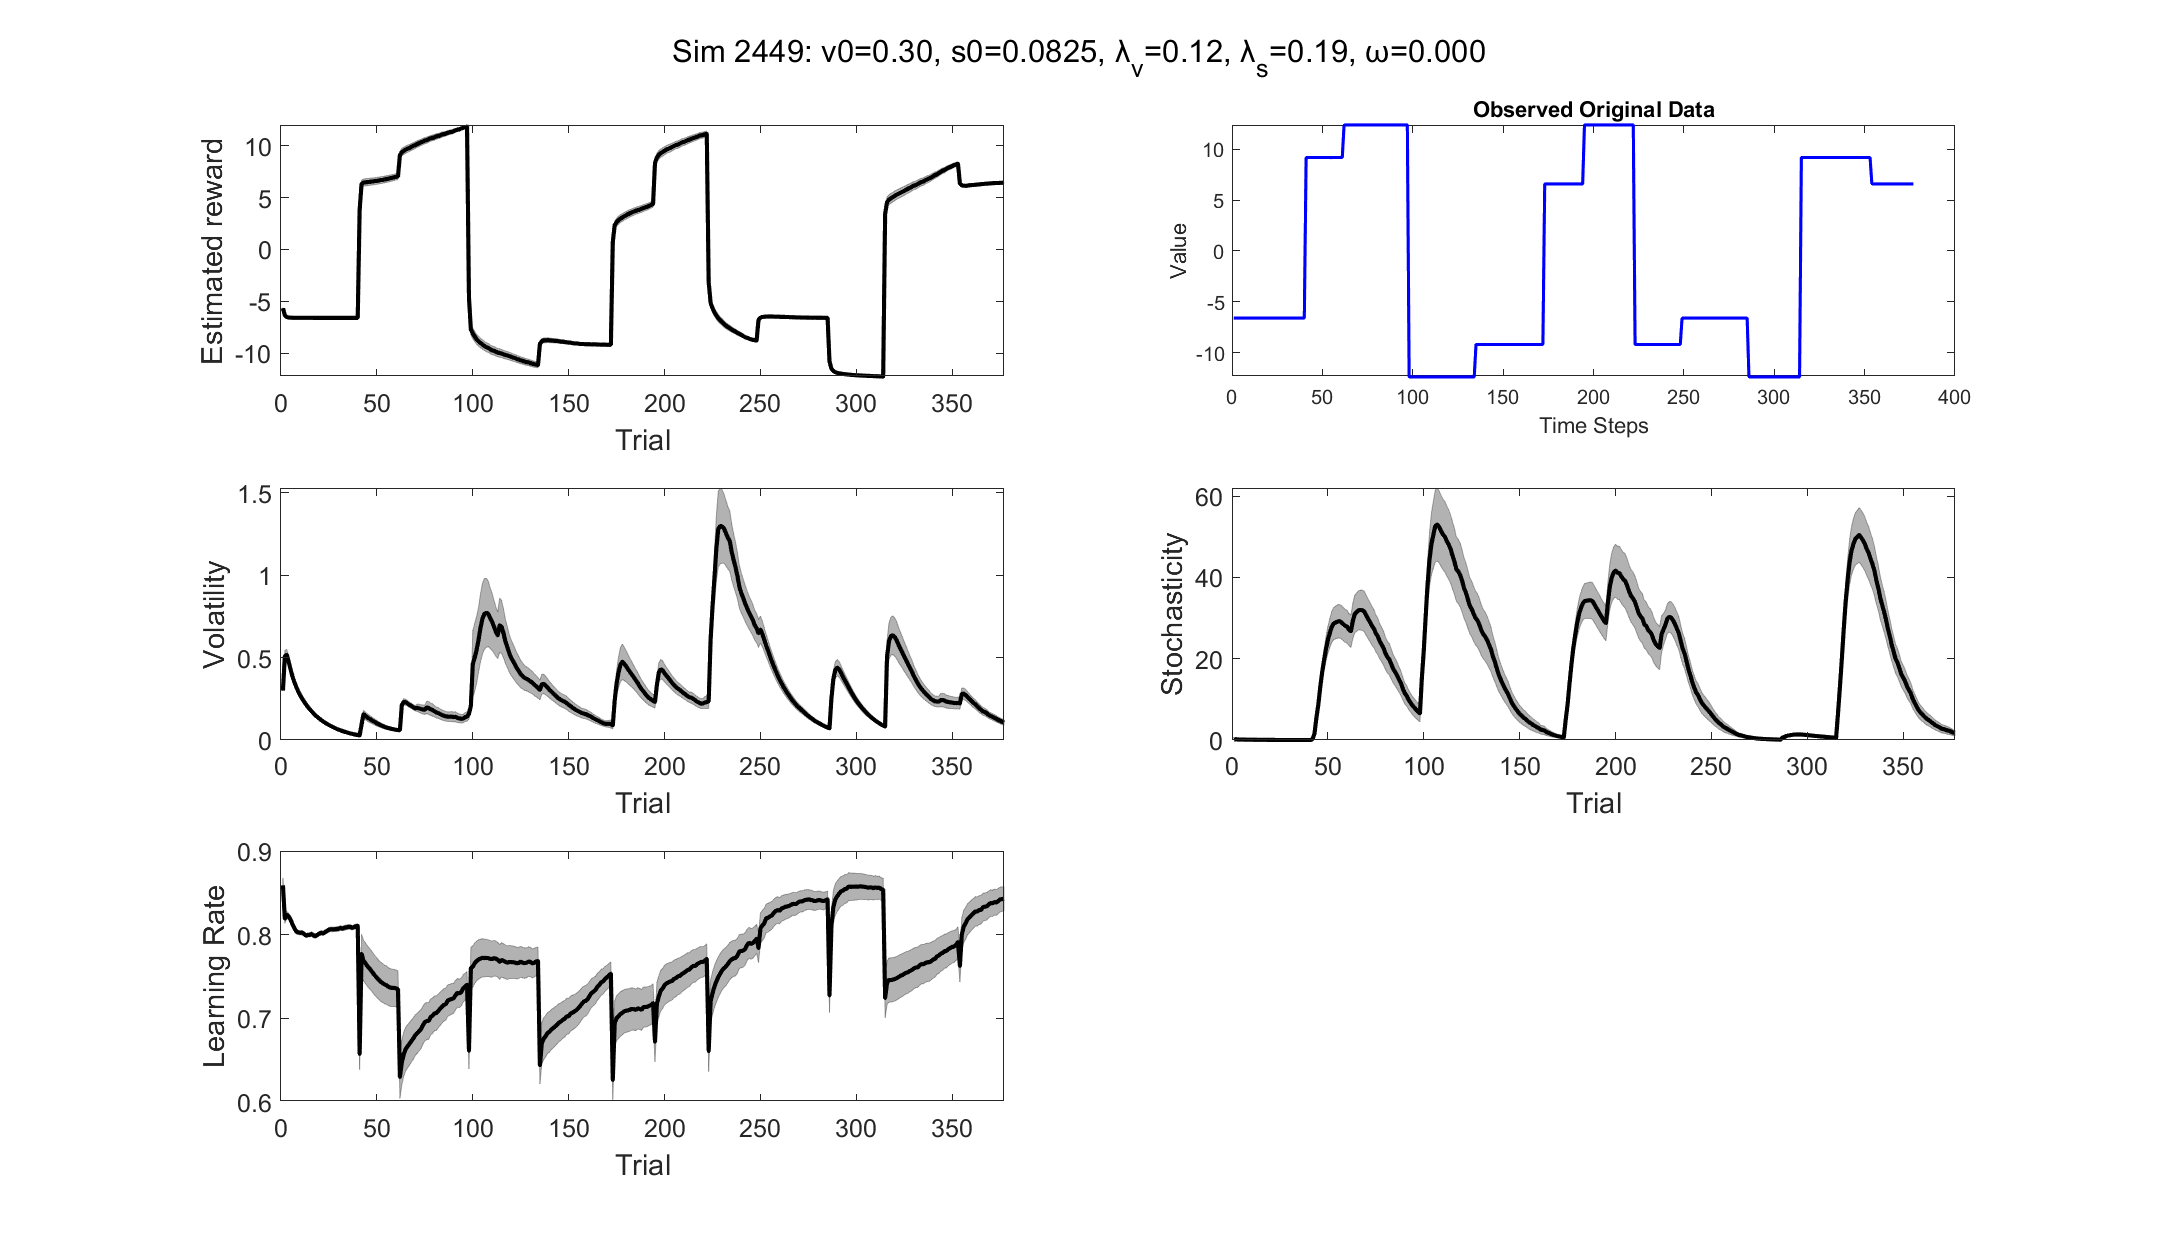 Sim 2449: v0=0.30, s0=0.0825, λ_v=0.12, λ_s=0.19, ω=0.000
Estimated reward
10
5
0
-5
-10
0 50 100 150 200 250 300 350
Trial
Observed Original Data
Value
10
5
0
-5
-10
0 50 100 150 200 250 300 350 400
Time Steps
Volatility
1.5
1
0.5
0
0 50 100 150 200 250 300 350
Trial
Stochasticity
60
40
20
0
0 50 100 150 200 250 300 350
Trial
Learning Rate
0.9
0.8
0.7
0.6
0 50 100 150 200 250 300 350
Trial